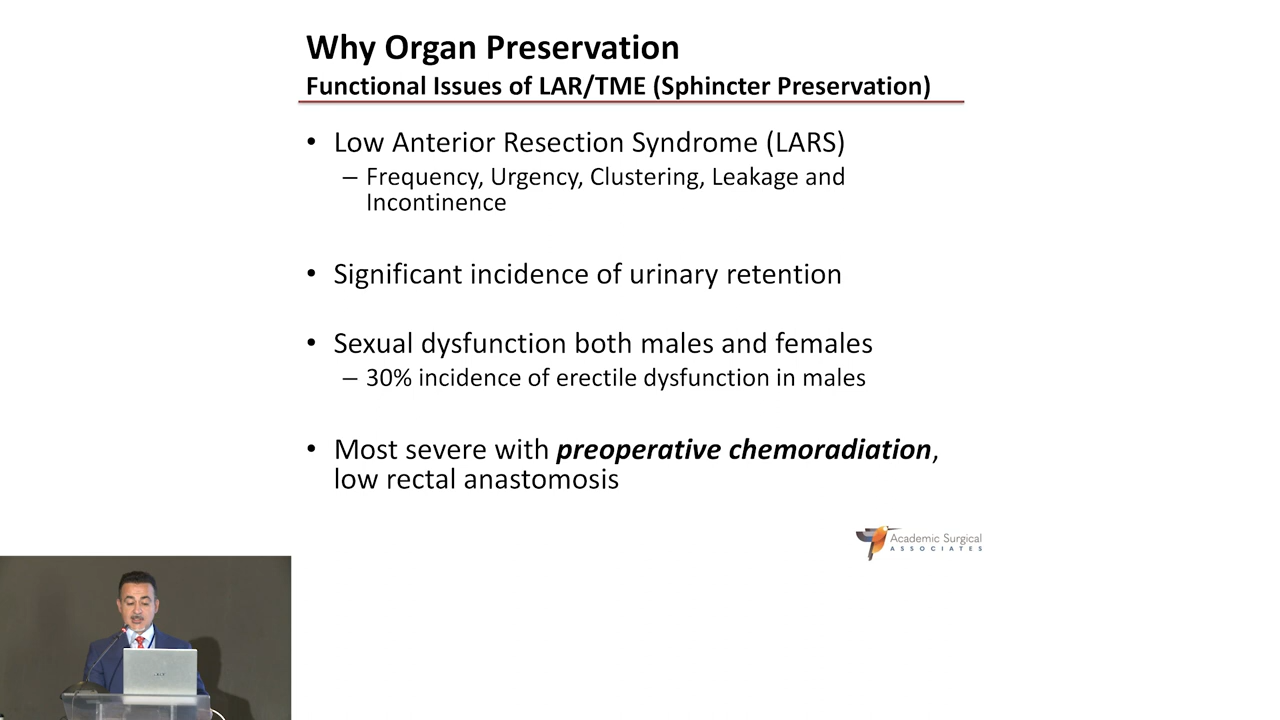 Why Organ Preservation
Functional Issues of LAR/TME (Sphincter Preservation)
• Low Anterior Resection Syndrome (LARS)
– Frequency, Urgency, Clustering, Leakage and
Incontinence
• Significant incidence of urinary retention
• Sexual dysfunction both males and females
– 30% incidence of erectile dysfunction in males
• Most severe with preoperative chemoradiation,
low rectal anastomosis
Academic Surgical
ASSOCIATES